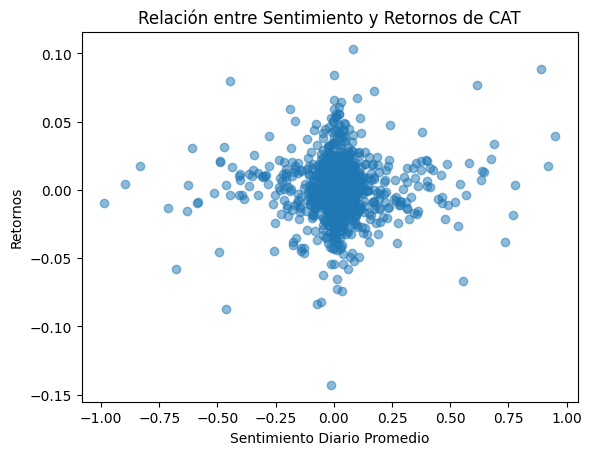 Relación entre Sentimiento y Retornos de CAT
0.10
0.05
0.00
−0.05
−0.10
−0.15
Retornos
−1.00 −0.75 −0.50 −0.25 0.00 0.25 0.50 0.75 1.00
Sentimiento Diario Promedio